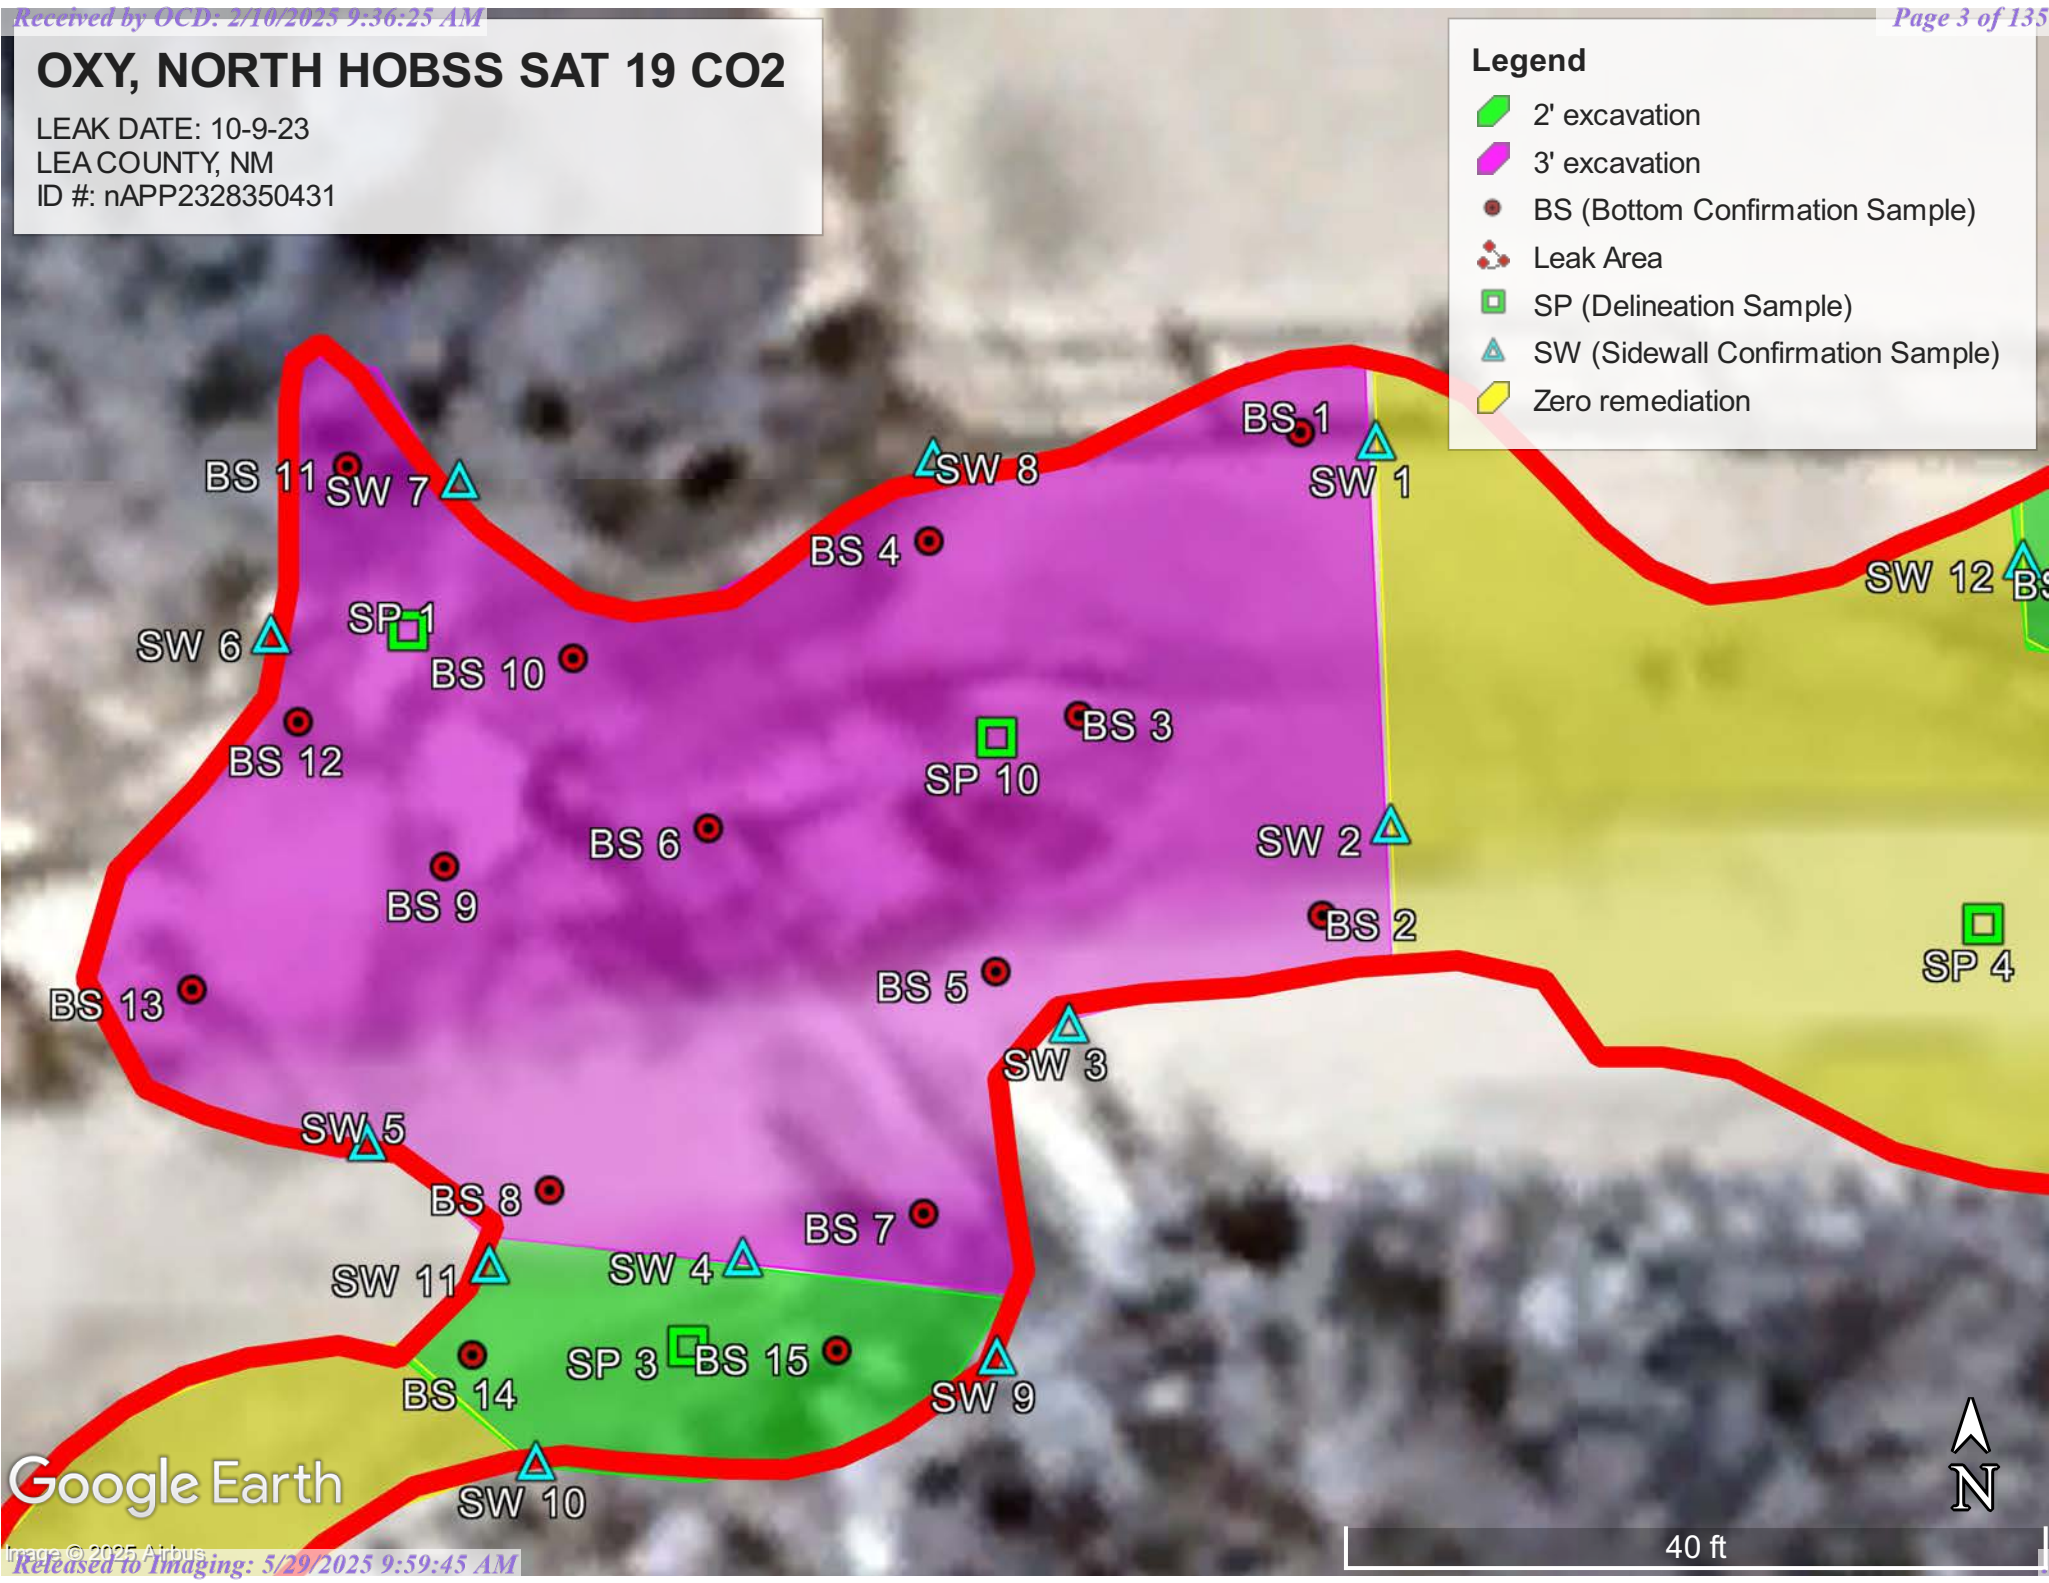 Received by OCD: 2/10/2025 9:36:25 AM
Page 3 of 135
OXY, NORTH HOBSS SAT 19 CO2
LEAK DATE: 10-9-23
LEA COUNTY, NM
ID #: nAPP2328350431
Legend
2' excavation
3' excavation
BS (Bottom Confirmation Sample)
Leak Area
SP (Delineation Sample)
SW (Sidewall Confirmation Sample)
Zero remediation
BS 1
SW 1
SW 8
BS 11
SW 7
BS 4
SW 12
BS
SP 1
SW 6
BS 10
BS 3
BS 12
SP 10
BS 6
SW 2
BS 9
BS 2
SP 4
BS 5
BS 13
SW 3
SW 5
BS 8
BS 7
SW 4
SW 11
SP 3
BS 15
BS 14
SW 9
SW 10
Google Earth
N
40 ft
Image © 2025 Airbus
Released to Imaging: 5/29/2025 9:59:45 AM